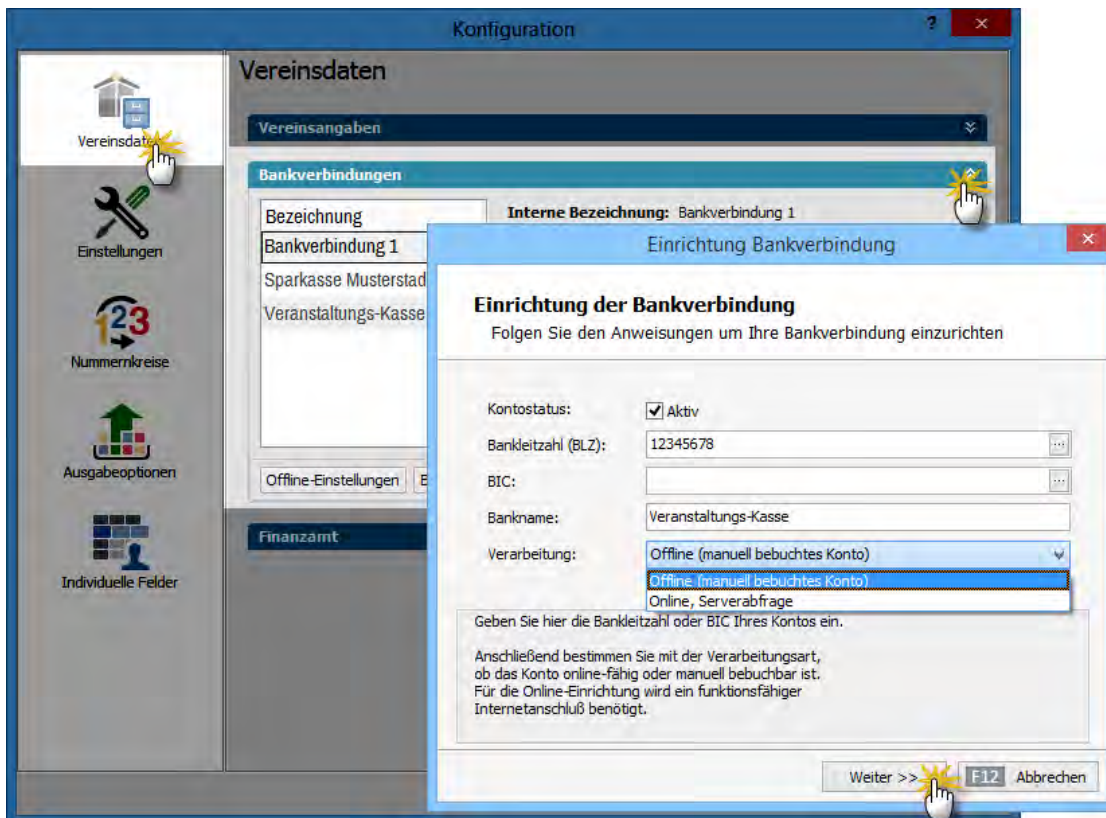 Konfiguration
?
Vereinsdaten
Vereinsdaten
Einstellungen
123
Nummernkreise
Ausgabeoptionen
Individuelle Felder
Vereinsangaben
Bankverbindungen
Bezeichnung
Bankverbindung 1
Sparkasse Musterstad
Veranstaltungs-Kasse
Interne Bezeichnung: Bankverbindung 1
Offline-Einstellungen
Finanzamt
Einrichtung Bankverbindung
Einrichtung der Bankverbindung
Folgen Sie den Anweisungen um Ihre Bankverbindung einzurichten
Kontostatus: Aktiv
Bankleitzahl (BLZ): 12345678 ...
BIC: ...
Bankname: Veranstaltungs-Kasse
Verarbeitung: Offline (manuell bebuchtes Konto)
Offline (manuell bebuchtes Konto)
Online, Serverabfrage
Geben Sie hier die Bankleitzahl oder BIC Ihres Kontos ein.
Anschließend bestimmen Sie mit der Verarbeitungsart,
ob das Konto online-fähig oder manuell bebuchbar ist.
Für die Online-Einrichtung wird ein funktionsfähiger
Internetanschluß benötigt.
Weiter >> F12 Abbrechen